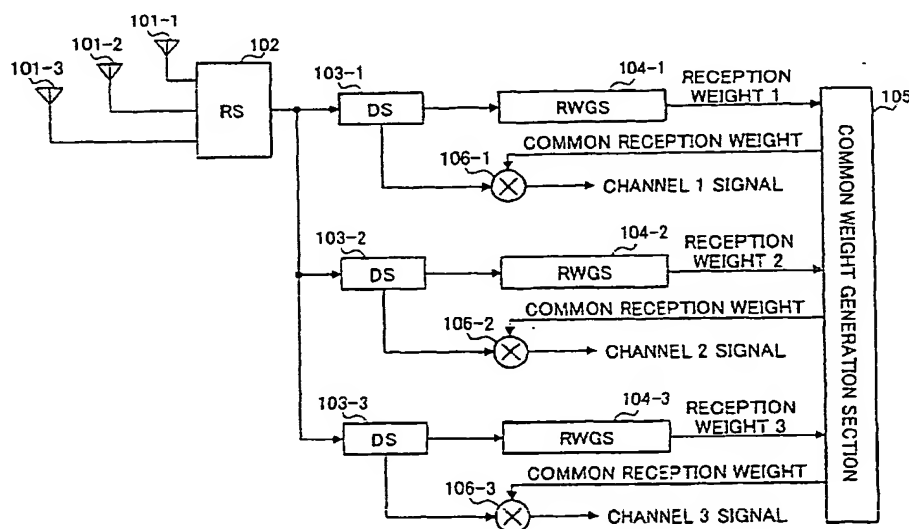 101-1
101-2
101-3
102
RS
103-1
DS
104-1
RWGS
RECEPTION
WEIGHT 1
105
COMMON WEIGHT GENERATION SECTION
COMMON RECEPTION WEIGHT
106-1
CHANNEL 1 SIGNAL
103-2
DS
104-2
RWGS
RECEPTION
WEIGHT 2
COMMON RECEPTION WEIGHT
106-2
CHANNEL 2 SIGNAL
103-3
DS
104-3
RWGS
RECEPTION
WEIGHT 3
COMMON RECEPTION WEIGHT
106-3
CHANNEL 3 SIGNAL